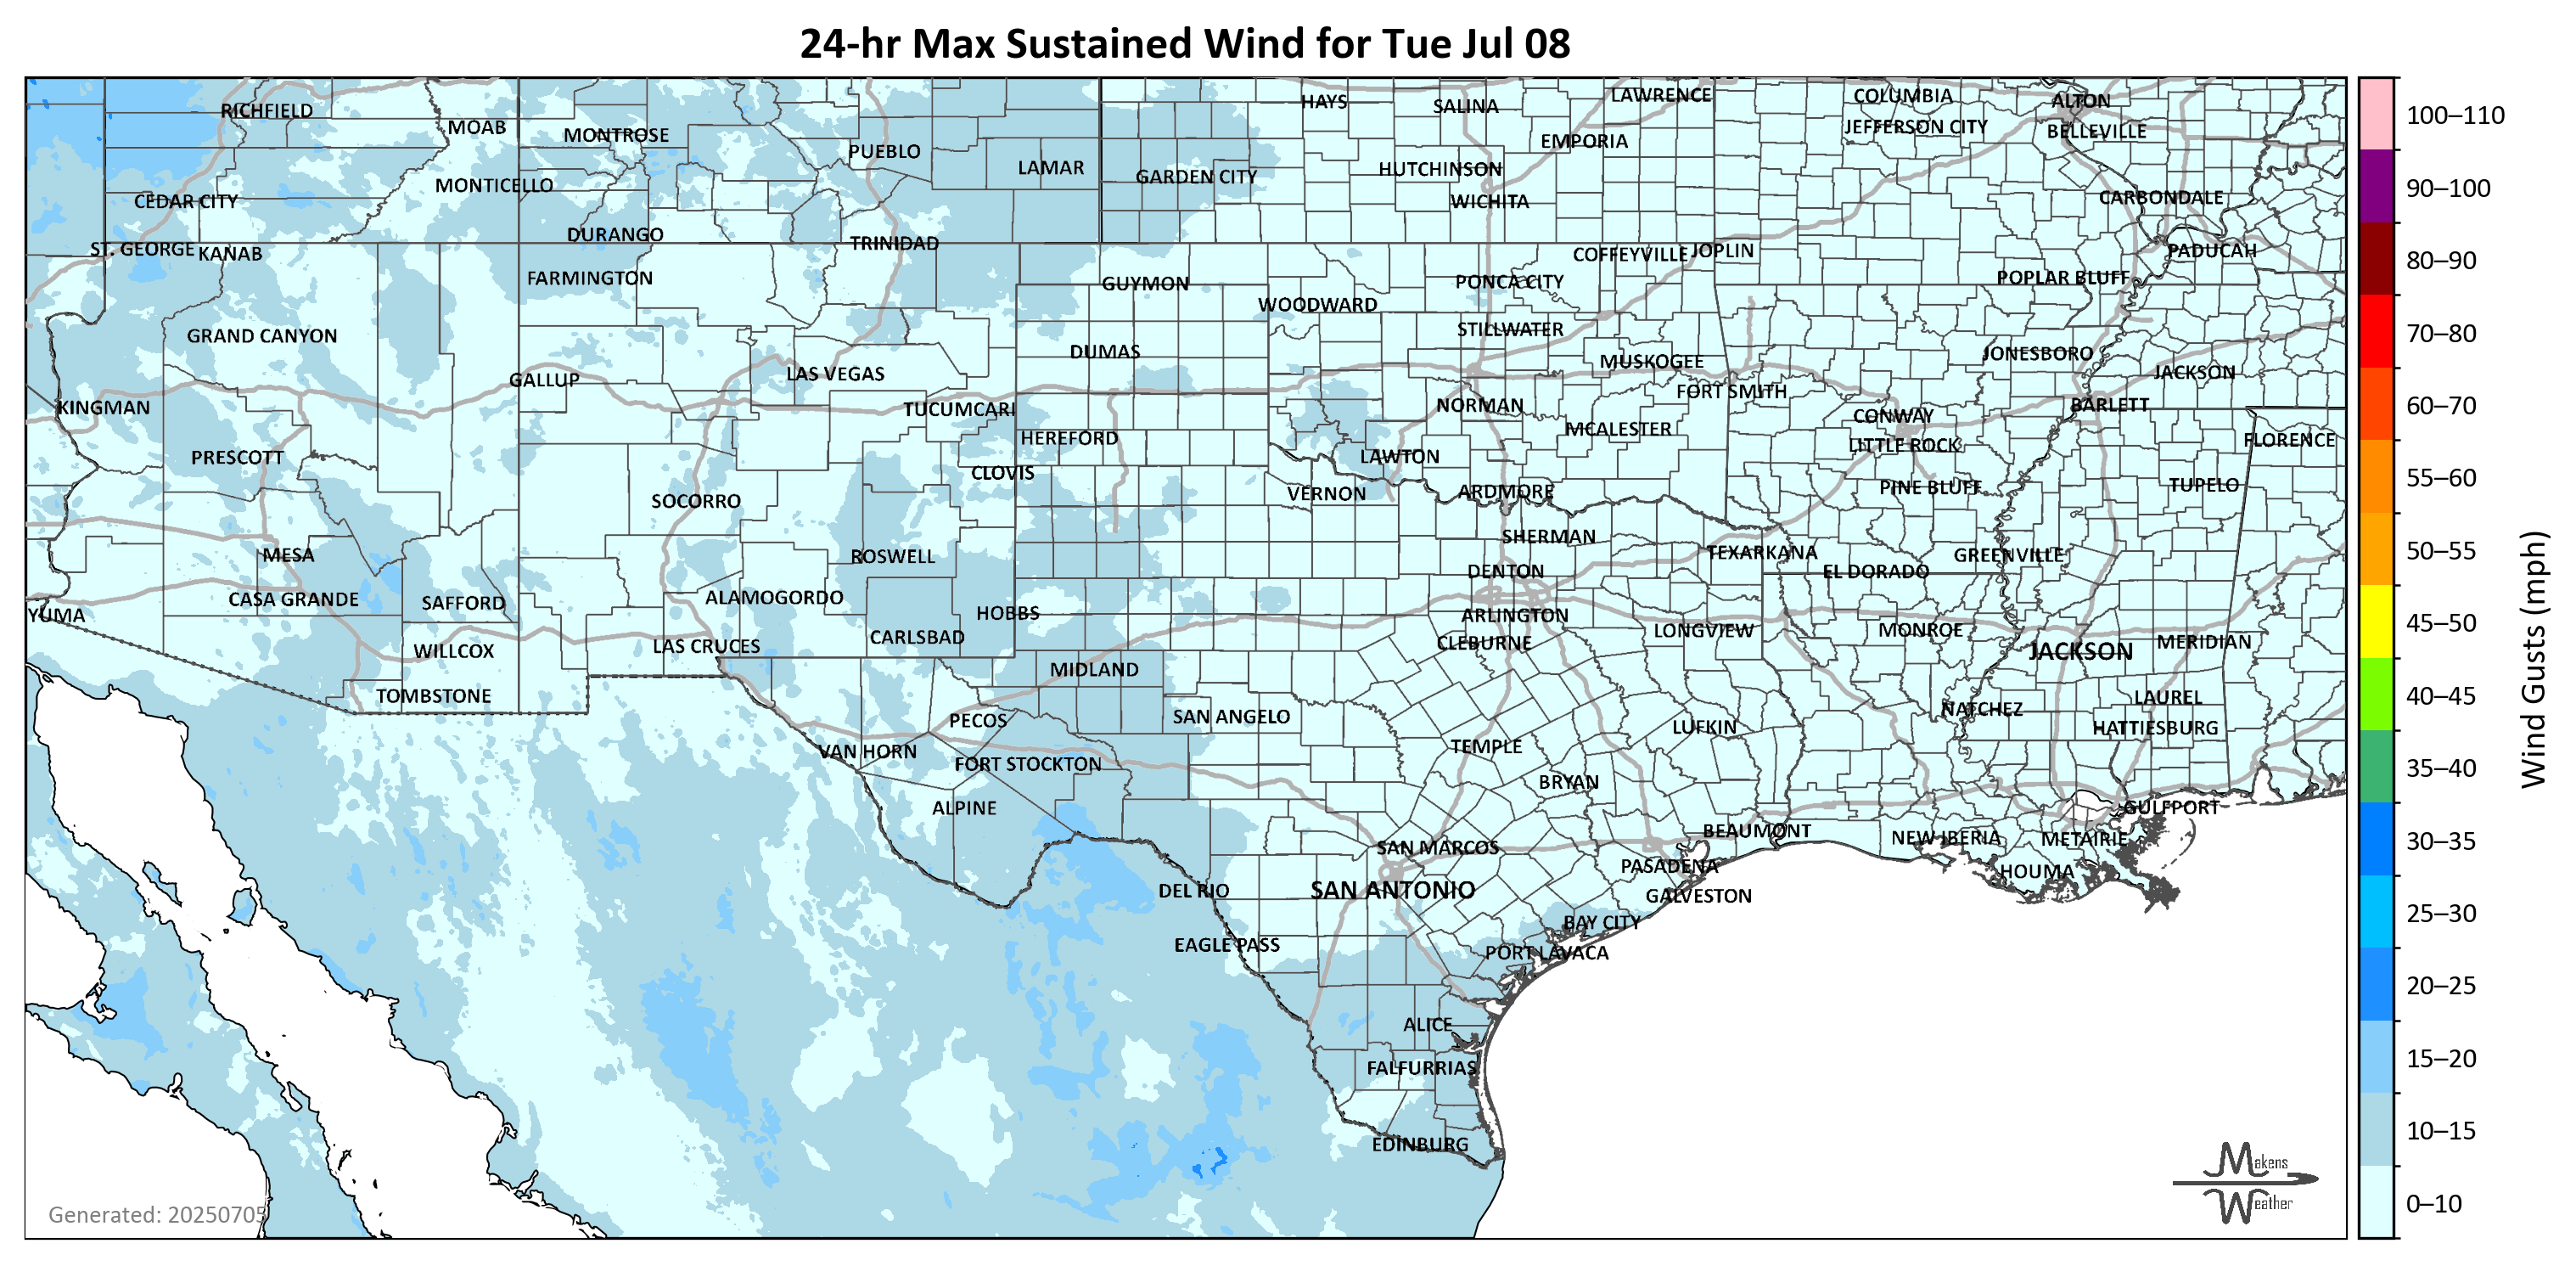 24-hr Max Sustained Wind for Tue Jul 08
RICHFIELD
MOAB
MONTROSE
PUEBLO
LAMAR
GARDEN CITY
HAYS
SALINA
LAWRENCE
EMPORIA
HUTCHINSON
WICHITA
COLUMBIA
JEFFERSON CITY
ALTON
BELLEVILLE
CARBONDALE
MONTICELLO
CEDAR CITY
ST. GEORGE
KANAB
DURANGO
TRINIDAD
FARMINGTON
GUYMON
WOODWARD
PONCA CITY
COFFEYVILLE
JOPLIN
POPLAR BLUFF
PADUCAH
GRAND CANYON
STILLWATER
DUMAS
MUSKOGEE
JONESBORO
JACKSON
GALLUP
LAS VEGAS
FORT SMITH
KINGMAN
TUCUMCARI
NORMAN
CONWAY
BARLETT
HEREFORD
MCALESTER
LITTLE ROCK
FLORENCE
PRESCOTT
CLOVIS
LAWTON
SOCORRO
VERNON
ARDMORE
PINE BLUFF
TUPELO
SHERMAN
MESA
ROSWELL
TEXARKANA
GREENVILLE
DENTON
EL DORADO
CASA GRANDE
SAFFORD
ALAMOGORDO
HOBBS
ARLINGTON
YUMA
CARLSBAD
CLEBURNE
LONGVIEW
MONROE
WILLCOX
LAS CRUCES
JACKSON
MERIDIAN
MIDLAND
TOMBSTONE
LAUREL
PECOS
SAN ANGELO
NATCHEZ
LUFKIN
HATTIESBURG
VAN HORN
TEMPLE
FORT STOCKTON
BRYAN
ALPINE
GULFPORT
BEAUMONT
NEW IBERIA
METAIRIE
SAN MARCOS
PASADENA
HOUMA
DEL RIO
SAN ANTONIO
GALVESTON
BAY CITY
EAGLE PASS
PORT LAVACA
ALICE
FALFURRIAS
EDINBURG
Generated: 20250705
Makens
Weather
100–110
90–100
80–90
70–80
60–70
55–60
50–55
45–50
40–45
35–40
30–35
25–30
20–25
15–20
10–15
0–10
Wind Gusts (mph)